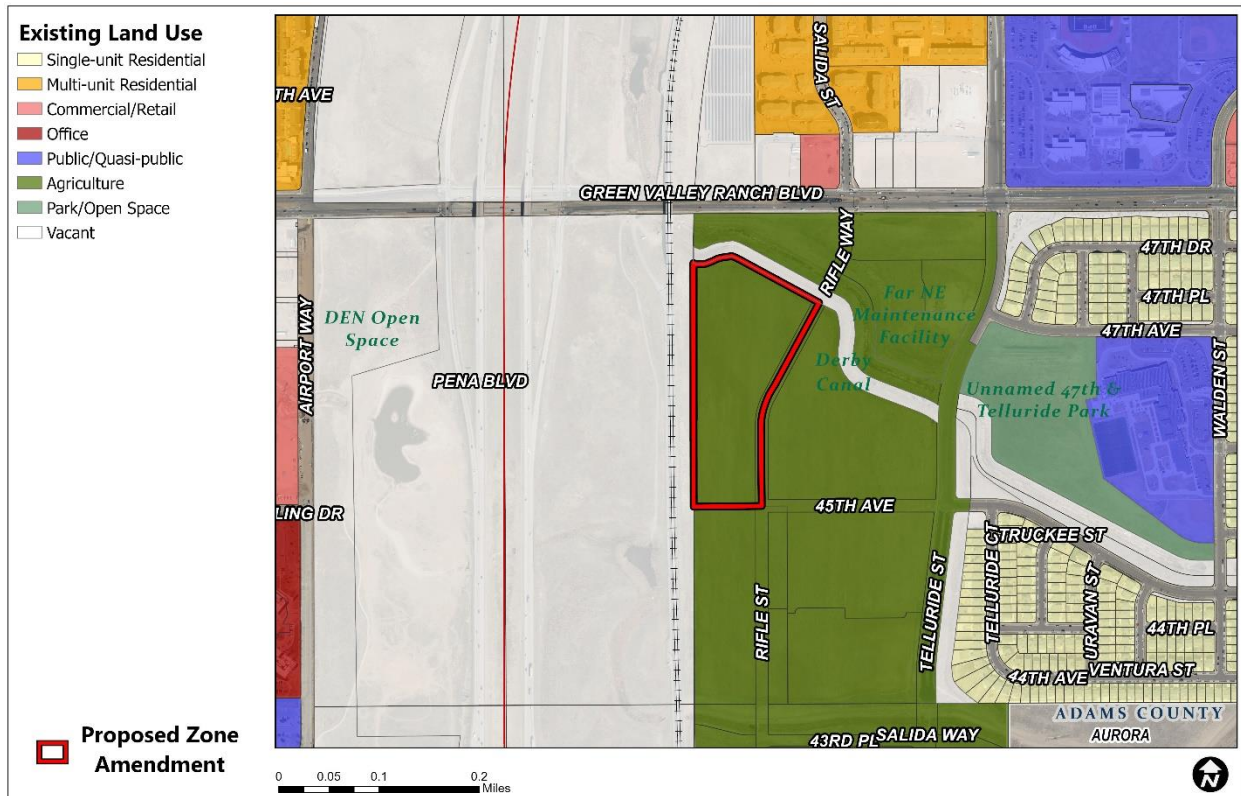 Existing Land Use
Single-unit Residential
Multi-unit Residential
Commercial/Retail
Office
Public/Quasi-public
Agriculture
Park/Open Space
Vacant
TH AVE
SALIDA ST
GREEN VALLEY RANCH BLVD
RIFLE WAY
47TH DR
47TH PL
47TH AVE
Far NE
Maintenance
Facility
DEN Open
Space
AIRPORT WAY
PENA BLVD
Derby
Canal
Unnamed 47th &
Telluride Park
WALDEN ST
LING DR
45TH AVE
TRUCKEE ST
TELLURIDE CT
URAVAN ST
44TH PL
RIFLE ST
TELLURIDE ST
44TH AVE
VENTURA ST
ADAMS COUNTY
AURORA
43RD PL
SALIDA WAY
Proposed Zone
Amendment
0 0.05 0.1 0.2
Miles
N